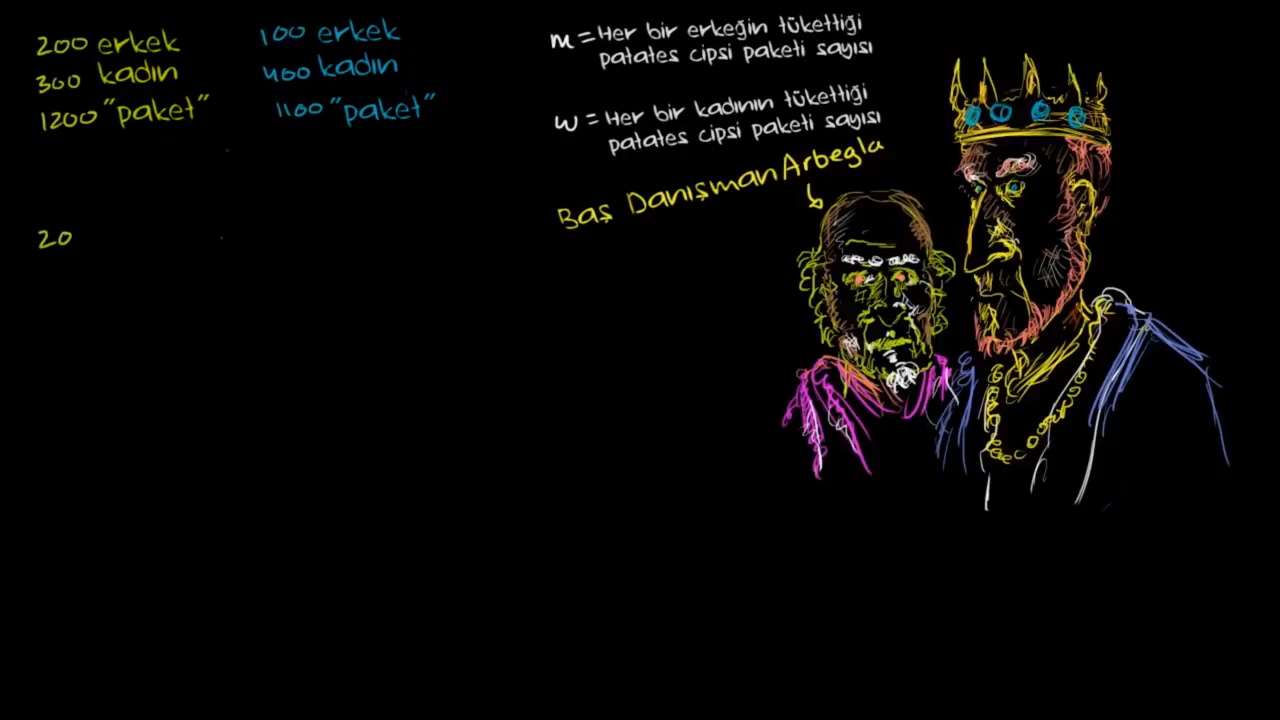 200 erkek
300 kadın
1200 "paket"
100 erkek
400 kadın
1100 "paket"
m = Her bir erkeğin tükettiği
patates cipsi paketi sayısı
w = Her bir kadının tükettiği
patates cipsi paketi sayısı
Baş Danışman Arbegla
20